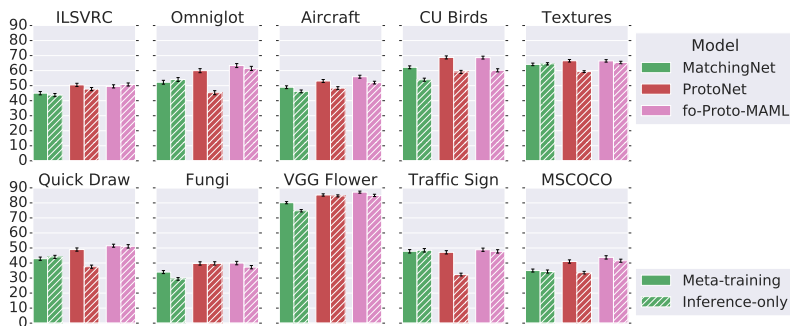 ILSVRC Omniglot Aircraft CU Birds Textures
90
80
70
60
50
40
30
20
10
0
Model
MatchingNet
ProtoNet
fo-Proto-MAML
Quick Draw Fungi VGG Flower Traffic Sign MSCOCO
90
80
70
60
50
40
30
20
10
0
Meta-training
Inference-only